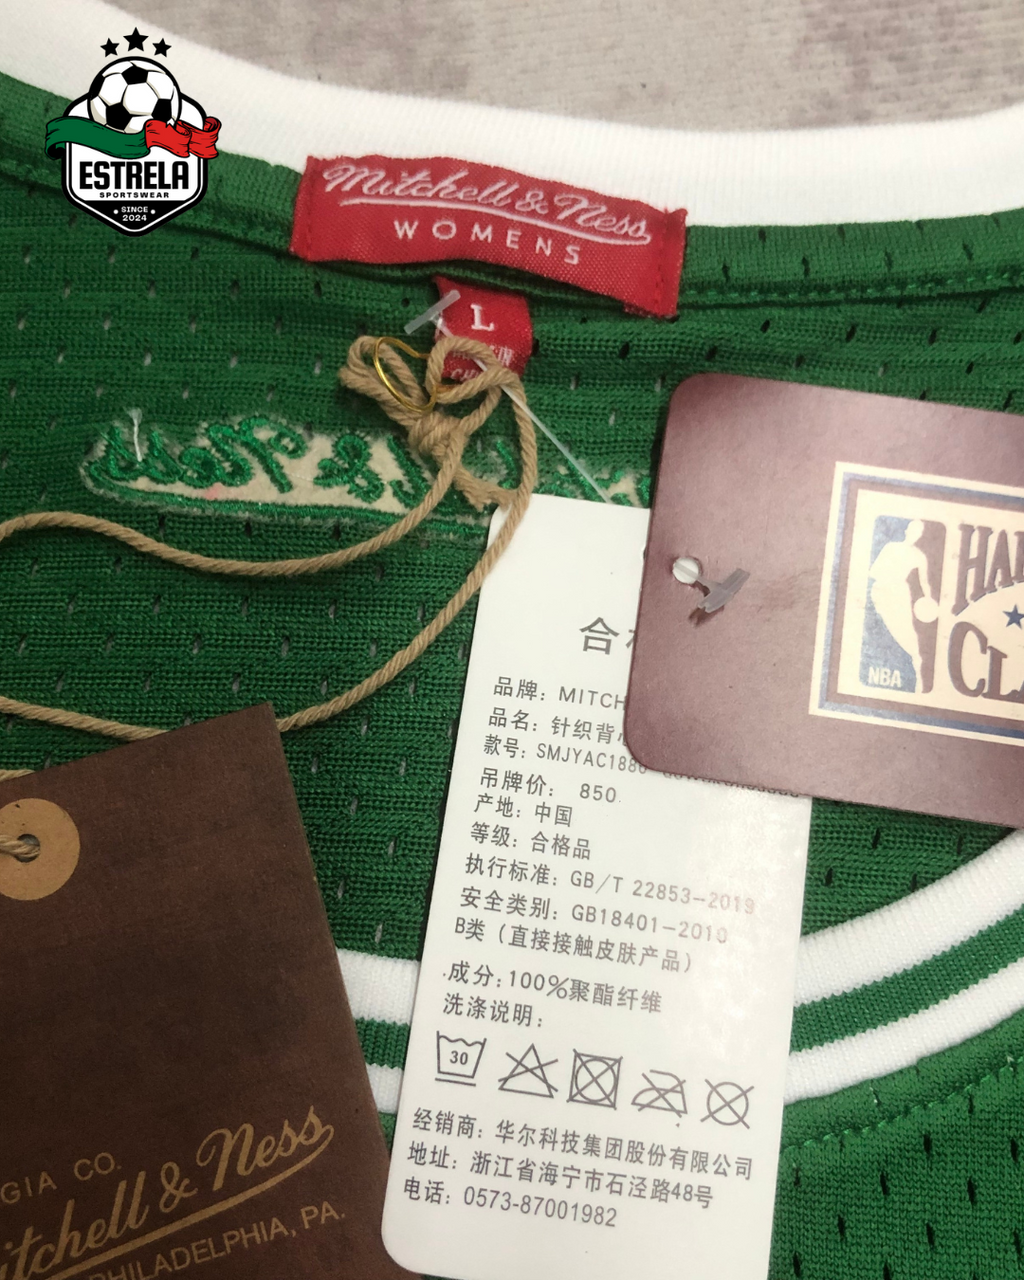 ESTRELA
SPORTSWEAR
SINCE
2024
Mitchell & Ness
WOMENS
L
HAR
CLA
NBA
品牌: MITCH
品名: 针织背
款号: SMJYAC188
吊牌价: 850
产地: 中国
等级: 合格品
执行标准: GB/T 22853-2019
安全类别: GB18401-2010
B类（直接接触皮肤产品）
成分:100%聚酯纤维
洗涤说明:
30
经销商: 华尔科技集团股份有限公司
地址: 浙江省海宁市石泾路48号
电话: 0573-87001982
GIA CO.
Mitchell & Ness
PHILADELPHIA, PA.